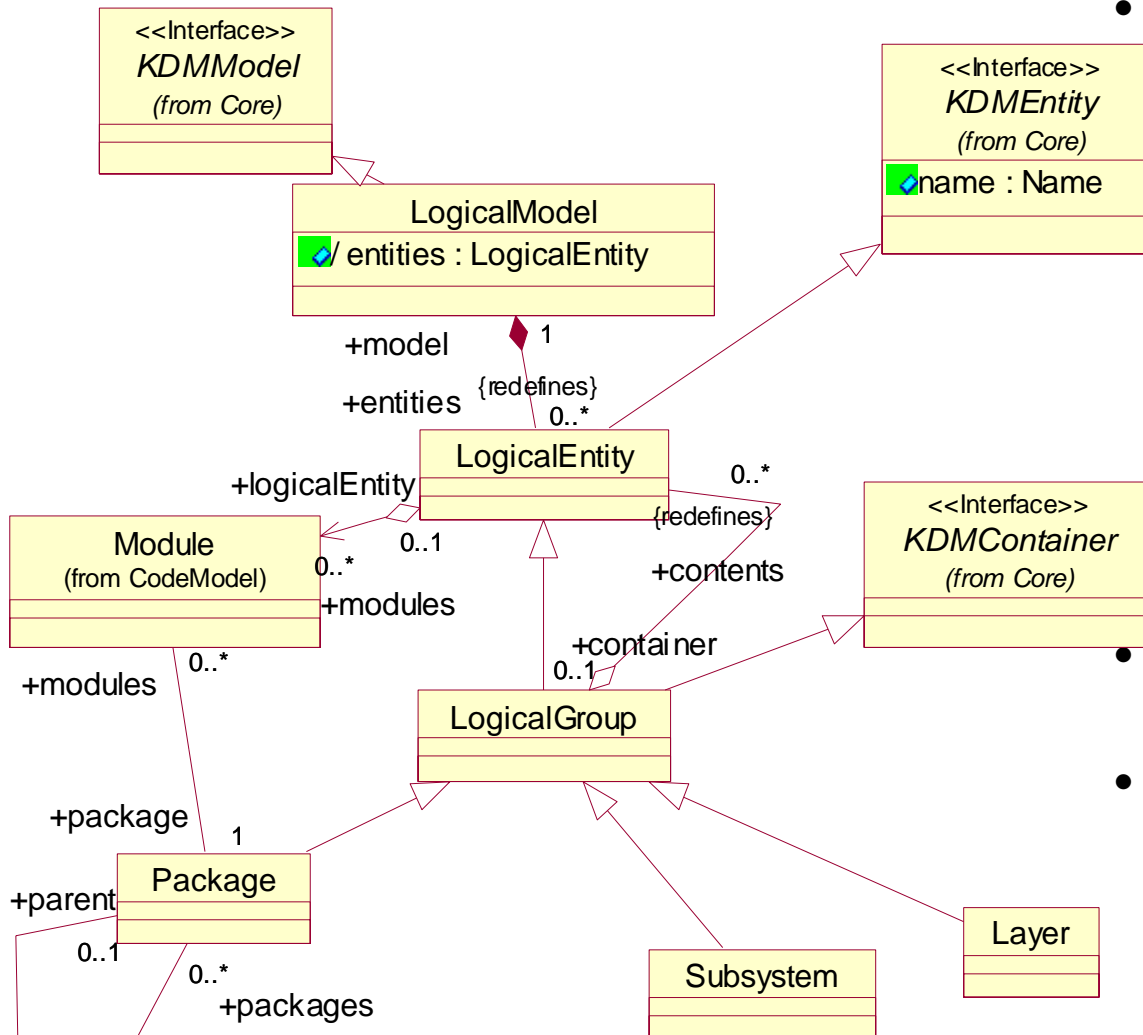 <<Interface>>
KDMModel
(from Core)
<<Interface>>
KDMEntity
(from Core)
name : Name
LogicalModel
/ entities : LogicalEntity
+model
1
{redefines}
+entities
0..*
LogicalEntity
+logicalEntity
0..1
0..*
{redefines}
+contents
<<Interface>>
KDMContainer
(from Core)
Module
(from CodeModel)
0..*
+modules
+container
0..1
0..*
+modules
LogicalGroup
+package
1
Package
+parent
0..1
0..*
+packages
Subsystem
Layer